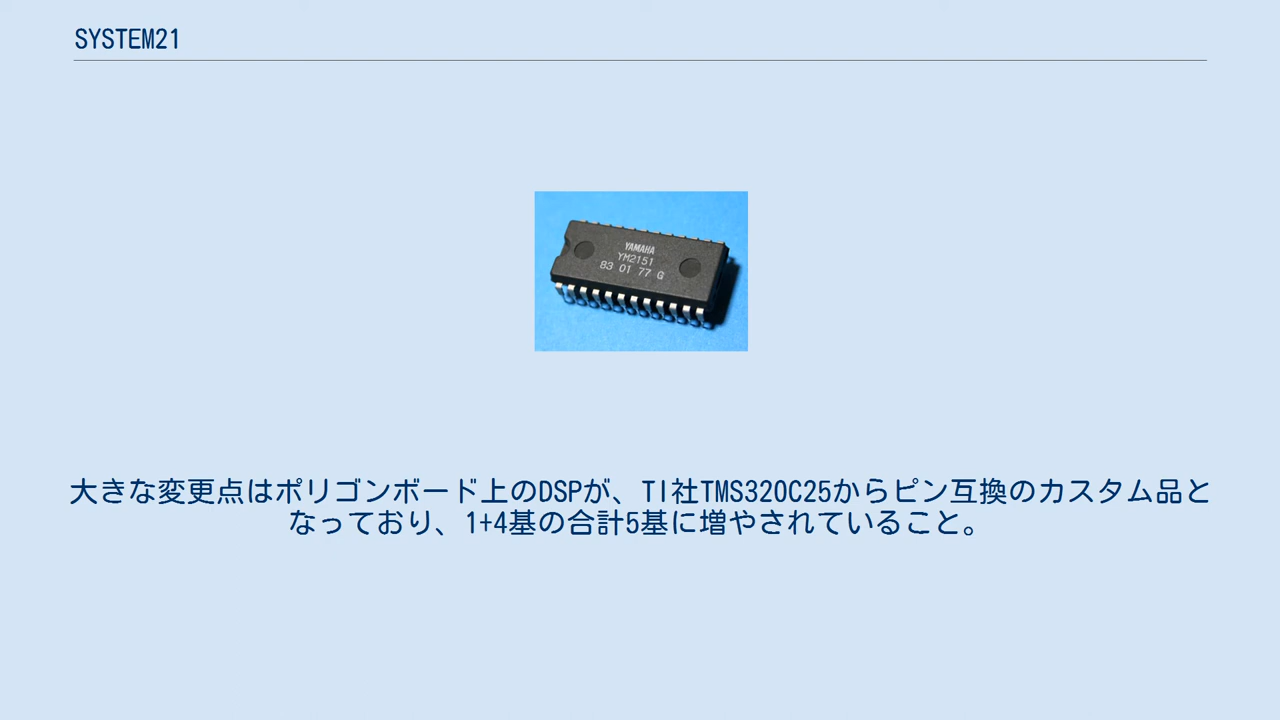 SYSTEM21
YAMAHA
YM2151
83 01 77 G
大きな変更点はポリゴンボード上のDSPが、TI社TMS320C25からピン互換のカスタム品と
なっており、1+4基の合計5基に増やされていること。